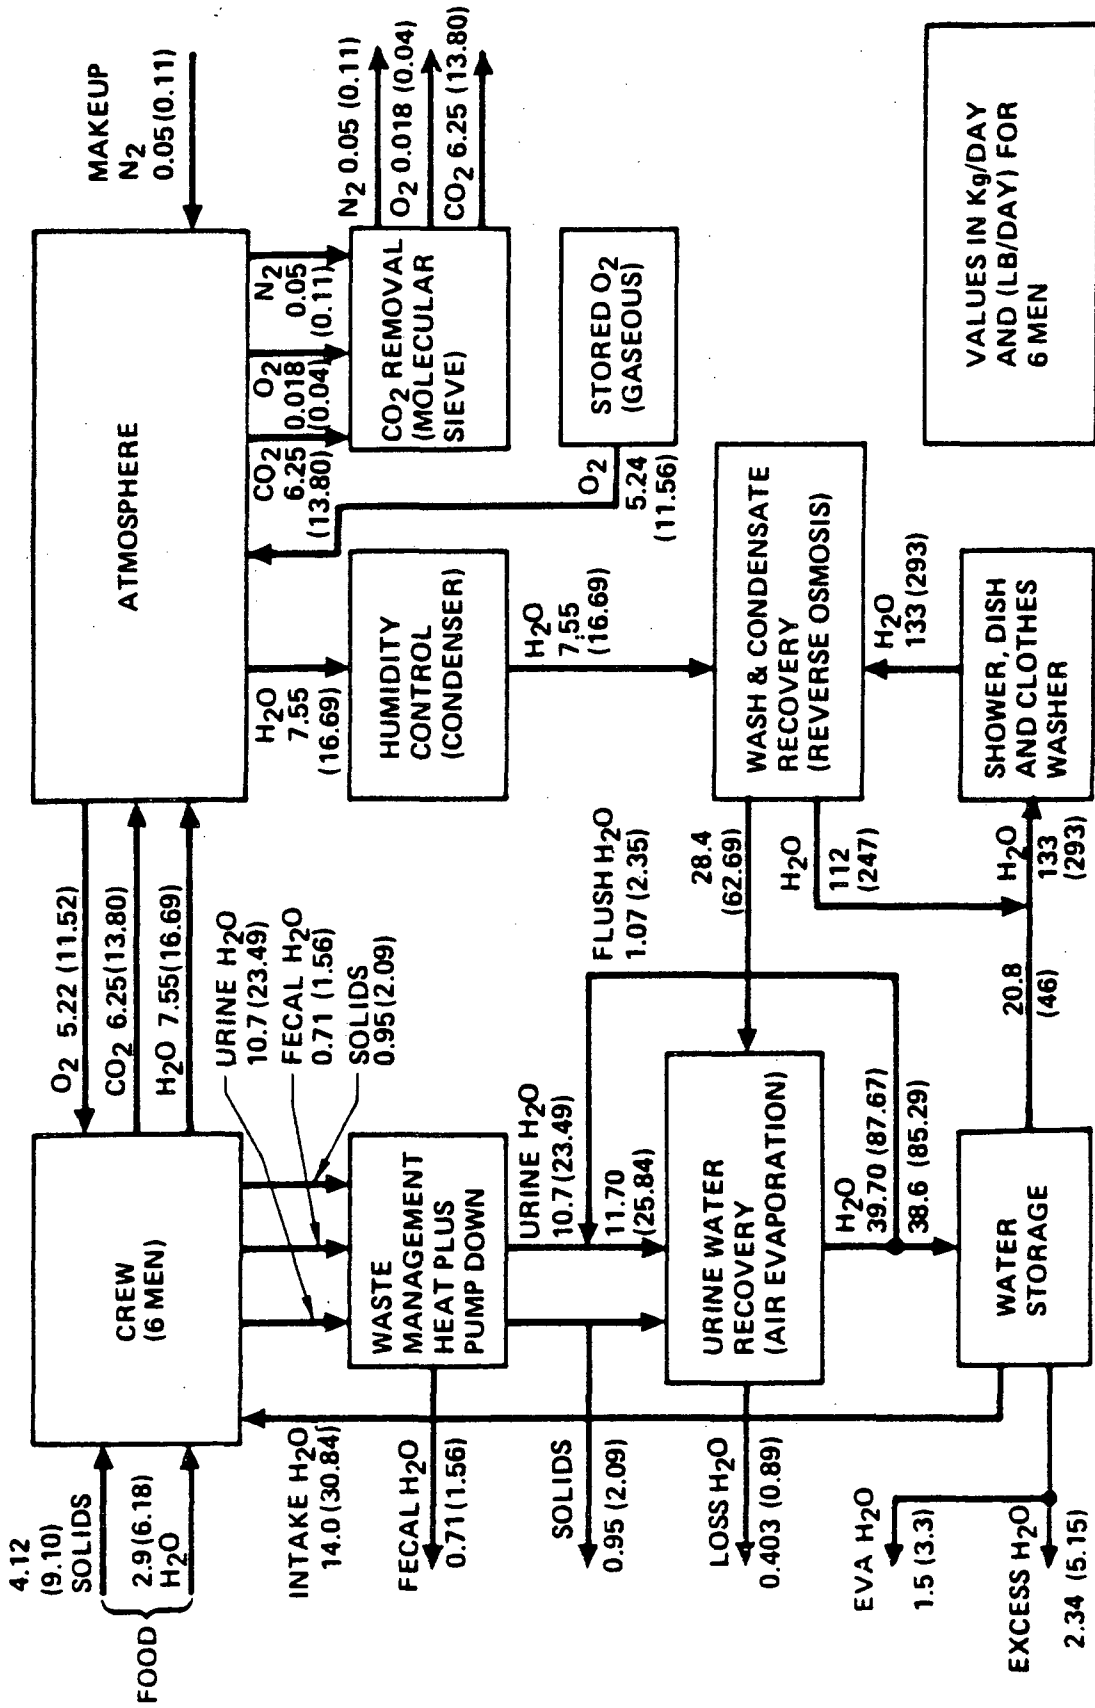 4.12
(9.10)
SOLIDS
2.9 (6.18)
H2O
FOOD
CREW
(6 MEN)
O2 5.22 (11.52)
CO2 6.25 (13.80)
H2O 7.55 (16.69)
ATMOSPHERE
MAKEUP
N2
0.05 (0.11)
INTAKE H2O
14.0 (30.84)
URINE H2O
10.7 (23.49)
FECAL H2O
0.71 (1.56)
SOLIDS
0.95 (2.09)
H2O
7.55
(16.69)
CO2
6.25
(13.80)
O2
0.018
(0.04)
N2
0.05
(0.11)
WASTE
MANAGEMENT
HEAT PLUS
PUMP DOWN
HUMIDITY
CONTROL
(CONDENSER)
CO2 REMOVAL
(MOLECULAR
SIEVE)
N2 0.05 (0.11)
O2 0.018 (0.04)
CO2 6.25 (13.80)
FECAL H2O
0.71 (1.56)
URINE H2O
10.7 (23.49)
11.70
(25.84)
FLUSH H2O
1.07 (2.35)
H2O
7.55
(16.69)
O2
5.24
(11.56)
STORED O2
(GASEOUS)
SOLIDS
0.95 (2.09)
URINE WATER
RECOVERY
(AIR EVAPORATION)
28.4
(62.69)
WASH & CONDENSATE
RECOVERY
(REVERSE OSMOSIS)
LOSS H2O
0.403 (0.89)
H2O
39.70 (87.67)
38.6 (85.29)
H2O
112
(247)
H2O
133 (293)
EVA H2O
1.5 (3.3)
EXCESS H2O
2.34 (5.15)
WATER
STORAGE
20.8
(46)
H2O
133
(293)
SHOWER, DISH
AND CLOTHES
WASHER
VALUES IN Kg/DAY
AND (LB/DAY) FOR
6 MEN